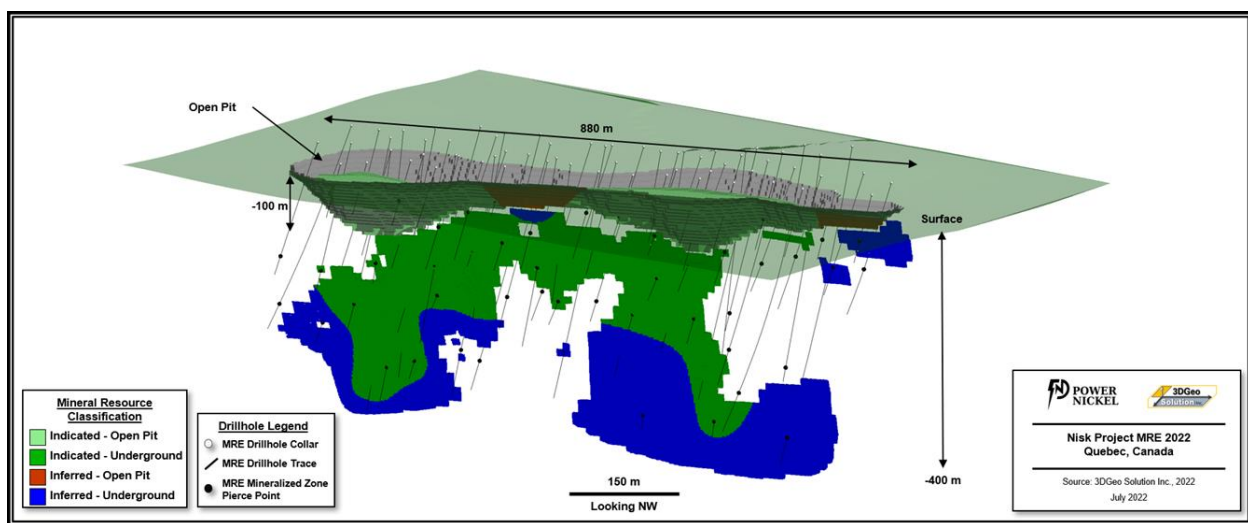 Open Pit
880 m
-100 m
Surface
Mineral Resource
Classification
Indicated - Open Pit
Indicated - Underground
Inferred - Open Pit
Inferred - Underground
Drillhole Legend
MRE Drillhole Collar
MRE Drillhole Trace
MRE Mineralized Zone
Pierce Point
150 m
Looking NW
-400 m
POWER
NICKEL
3DGeo
Solution Inc.
Nisk Project MRE 2022
Quebec, Canada
Source: 3DGeo Solution Inc., 2022
July 2022